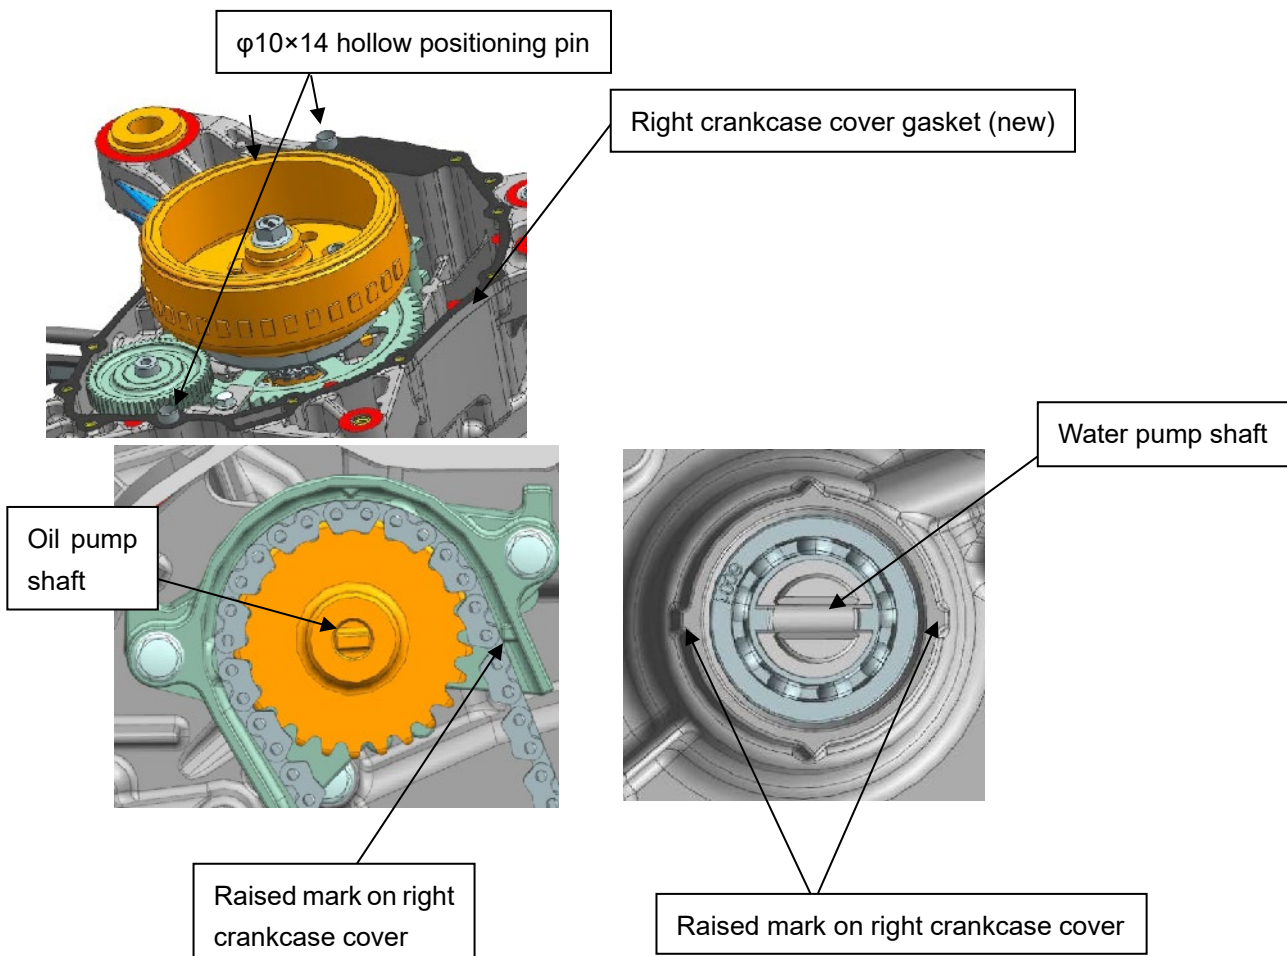 φ10×14 hollow positioning pin
Right crankcase cover gasket (new)
Water pump shaft
Oil pump
shaft
Raised mark on right
crankcase cover
Raised mark on right crankcase cover